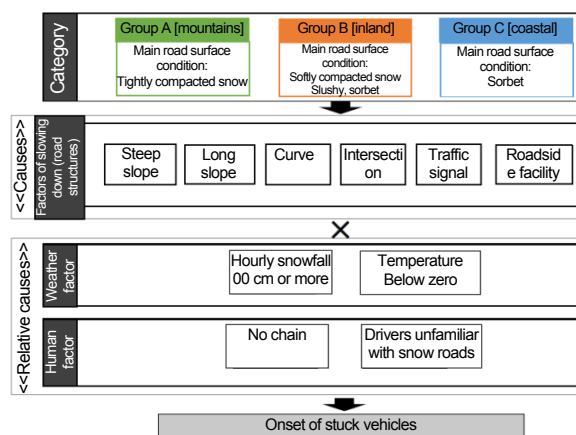 Category
Group A [mountains]
Main road surface
condition:
Tightly compacted snow
Group B [inland]
Main road surface
condition:
Softly compacted snow
Slushy, sorbet
Group C [coastal]
Main road surface
condition:
Sorbet
<<Causes>>
Factors of slowing
down (road
structures)
Steep
slope
Long
slope
Curve
Intersecti
on
Traffic
signal
Roadsid
e facility
×
<<Relative causes>>
Weather
factor
Hourly snowfall
00 cm or more
Temperature
Below zero
Human
factor
No chain
Drivers unfamiliar
with snow roads
Onset of stuck vehicles